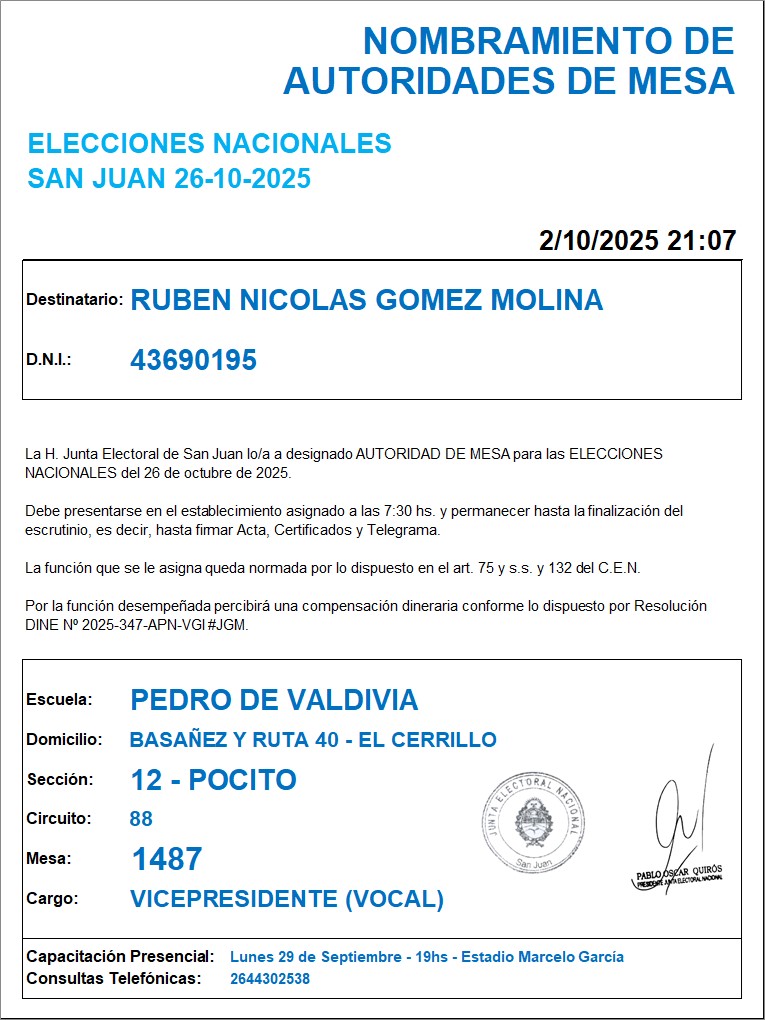 NOMBRAMIENTO DE
AUTORIDADES DE MESA
ELECCIONES NACIONALES
SAN JUAN 26-10-2025
2/10/2025 21:07
Destinatario: RUBEN NICOLAS GOMEZ MOLINA
D.N.I.: 43690195
La H. Junta Electoral de San Juan lo/a a designado AUTORIDAD DE MESA para las ELECCIONES
NACIONALES del 26 de octubre de 2025.
Debe presentarse en el establecimiento asignado a las 7:30 hs. y permanecer hasta la finalización del
escrutinio, es decir, hasta firmar Acta, Certificados y Telegrama.
La función que se le asigna queda normada por lo dispuesto en el art. 75 y s.s. y 132 del C.E.N.
Por la función desempeñada percibirá una compensación dineraria conforme lo dispuesto por Resolución
DINE Nº 2025-347-APN-VGI#JGM.
Escuela: PEDRO DE VALDIVIA
Domicilio: BASAÑEZ Y RUTA 40 - EL CERRILLO
Sección: 12 - POCITO
Circuito: 88
Mesa: 1487
Cargo: VICEPRESIDENTE (VOCAL)
JUNTA ELECTORAL NACIONAL
San Juan
PABLO OSCAR QUIRÓS
PRESIDENTE JUNTA ELECTORAL NACIONAL
Capacitación Presencial: Lunes 29 de Septiembre - 19hs - Estadio Marcelo García
Consultas Telefónicas: 2644302538